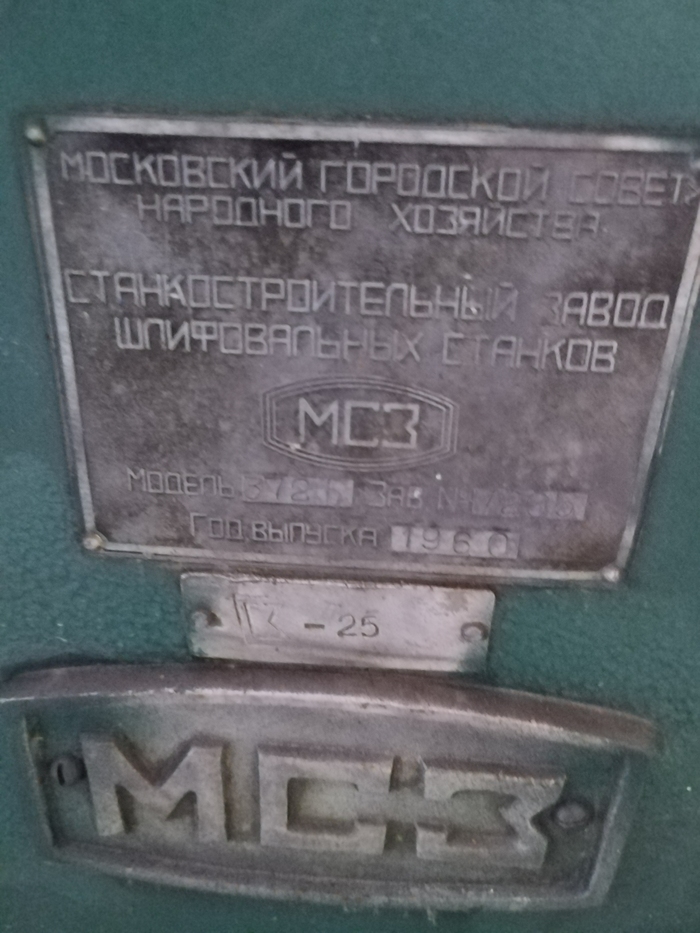 МОСКОВСКИЙ ГОРОДСКОЙ СОВЕТ
НАРОДНОГО ХОЗЯЙСТВА
СТАНКОСТРОИТЕЛЬНЫЙ ЗАВОД
ШЛИФОВАЛЬНЫХ СТАНКОВ
МСЗ
МОДЕЛЬ ЗАВ №
ГОД ВЫПУСКА 1960
-25
МСЗ